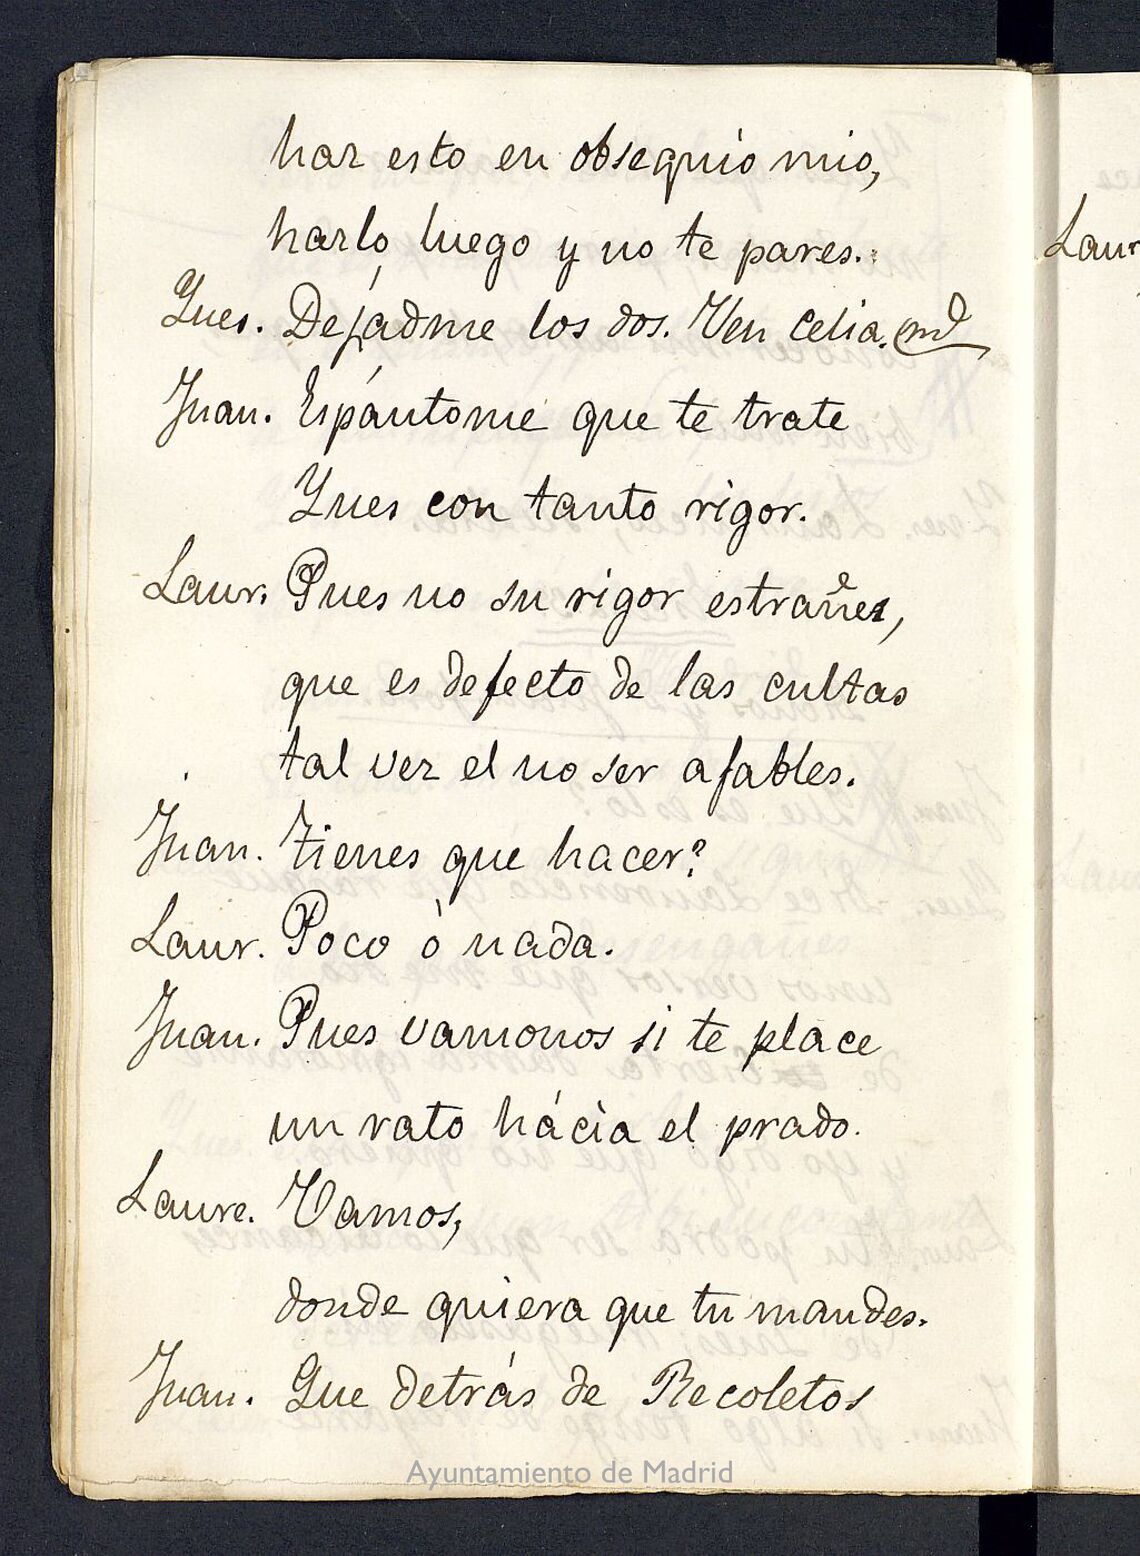 haz esto en obsequio mio,
hazlo luego y no te pares.
Ynes. Dejadme los dos. Ven Celia.
Juan. Espántome que te trate
Ynes con tanto rigor.
Laur. Pues no su rigor estrañes,
que es defecto de las cultas
tal vez el no ser afables.
Juan. Tienes que hacer?
Laur. Poco ò nada.
Juan. Pues vamonos si te place
un rato hácia el prado.
Laure. Vamos,
donde quiera que tu mandes.
Juan. Que detrás de Recoletos
Laur
Ayuntamiento de Madrid